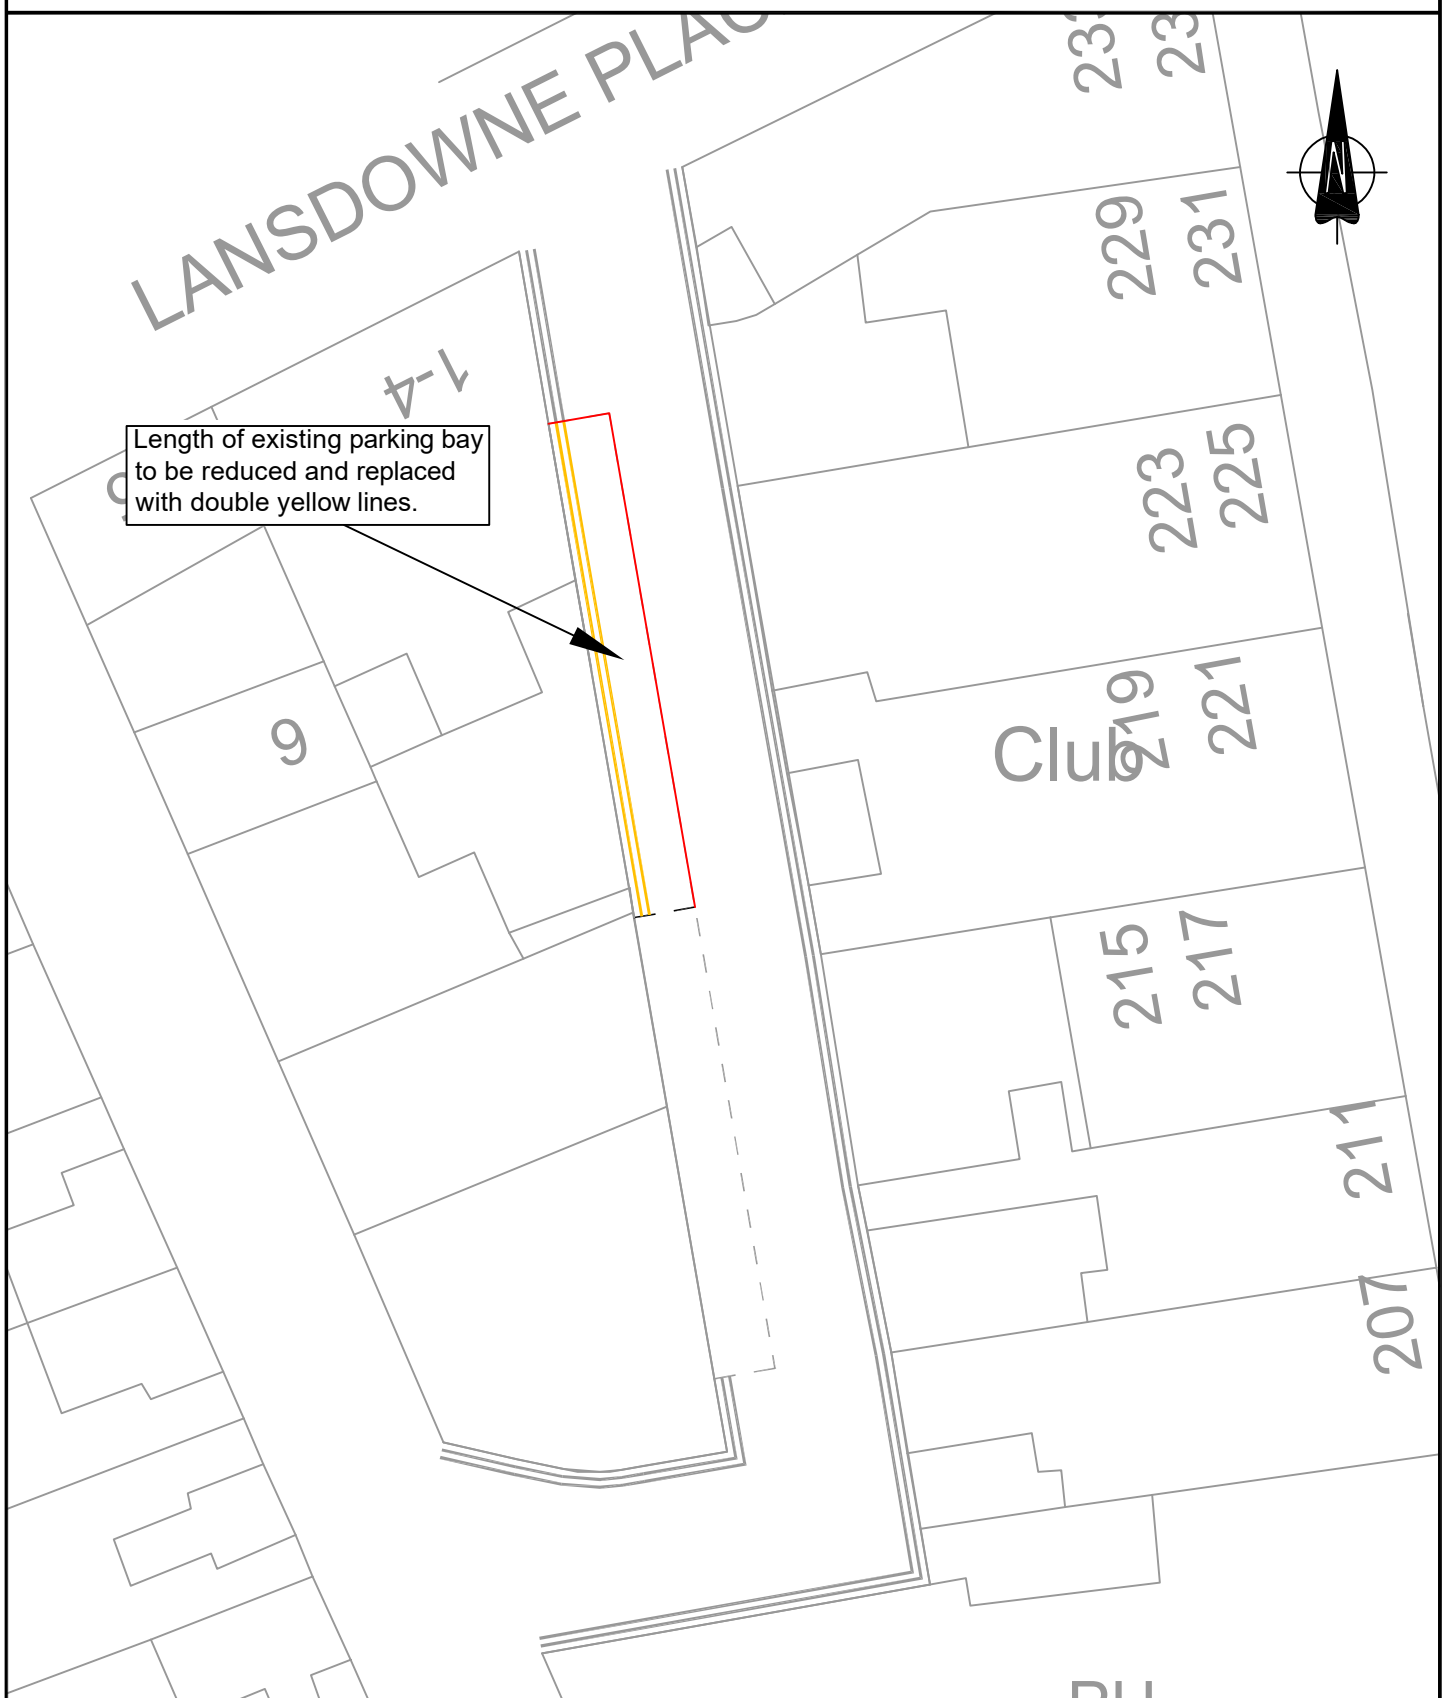 LANSDOWNE PLAC
229
231
1-4
Length of existing parking bay
to be reduced and replaced
with double yellow lines.
223
225
9
Club
219
221
215
217
211
207
N